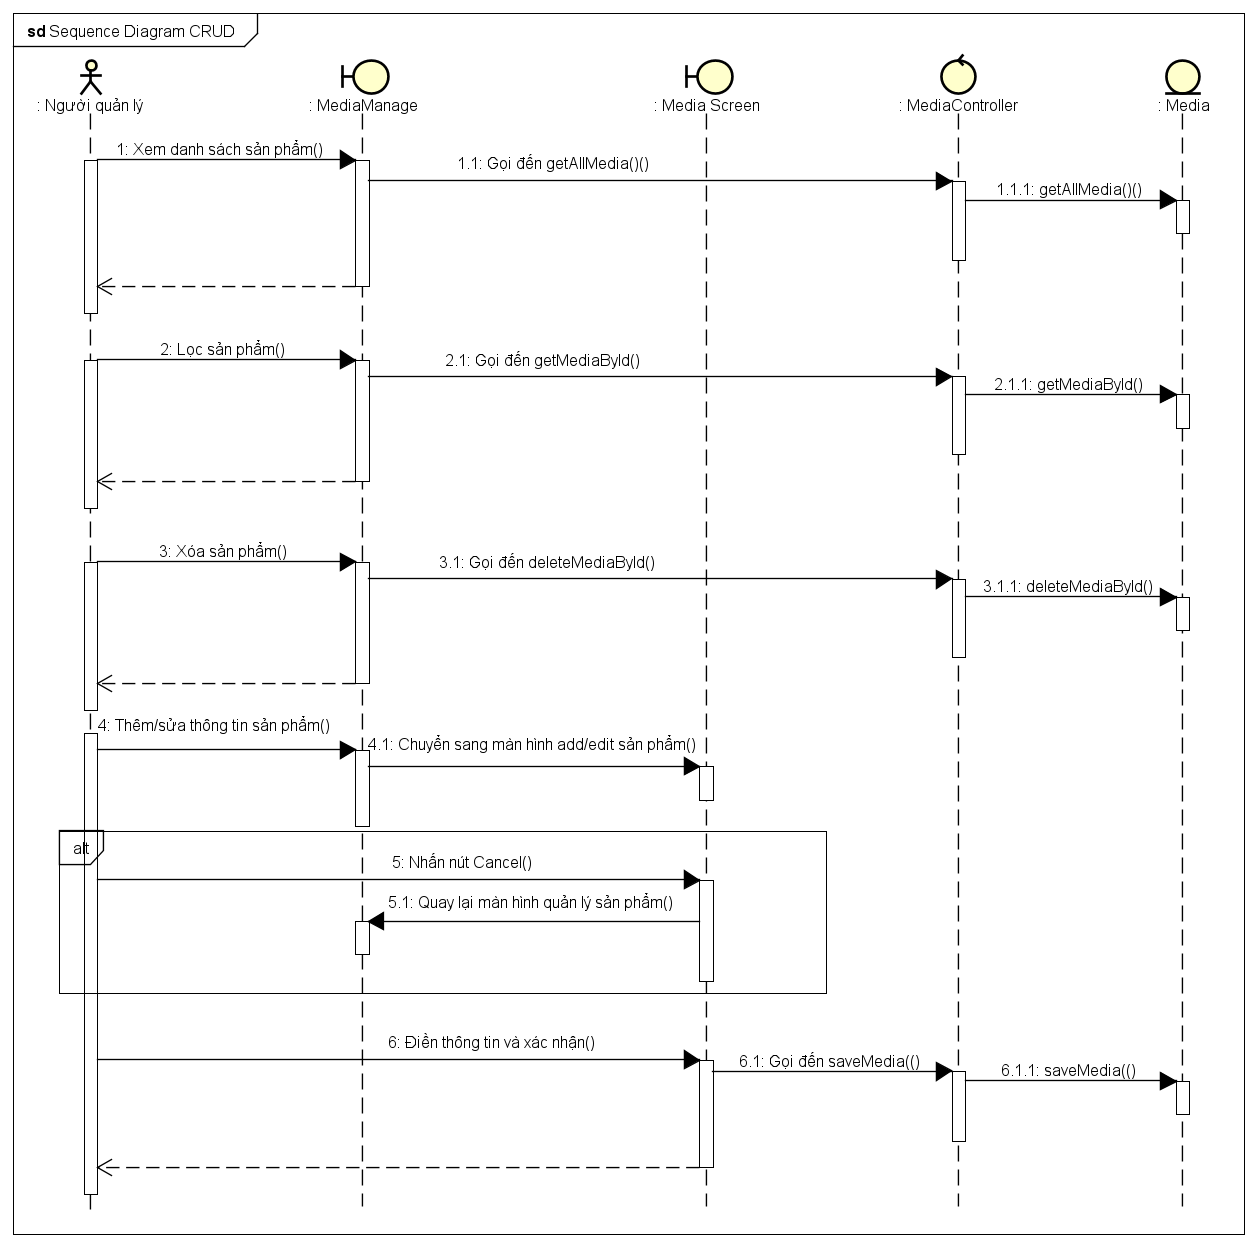 sd Sequence Diagram CRUD
: Người quản lý
: MediaManage
: Media Screen
: MediaController
: Media
1: Xem danh sách sản phẩm()
1.1: Gọi đến getAllMedia()()
1.1.1: getAllMedia()()
2: Lọc sản phẩm()
2.1: Gọi đến getMediaById()
2.1.1: getMediaById()
3: Xóa sản phẩm()
3.1: Gọi đến deleteMediaById()
3.1.1: deleteMediaById()
4: Thêm/sửa thông tin sản phẩm()
4.1: Chuyển sang màn hình add/edit sản phẩm()
alt
5: Nhấn nút Cancel()
5.1: Quay lại màn hình quản lý sản phẩm()
6: Điền thông tin và xác nhận()
6.1: Gọi đến saveMedia(()
6.1.1: saveMedia(()